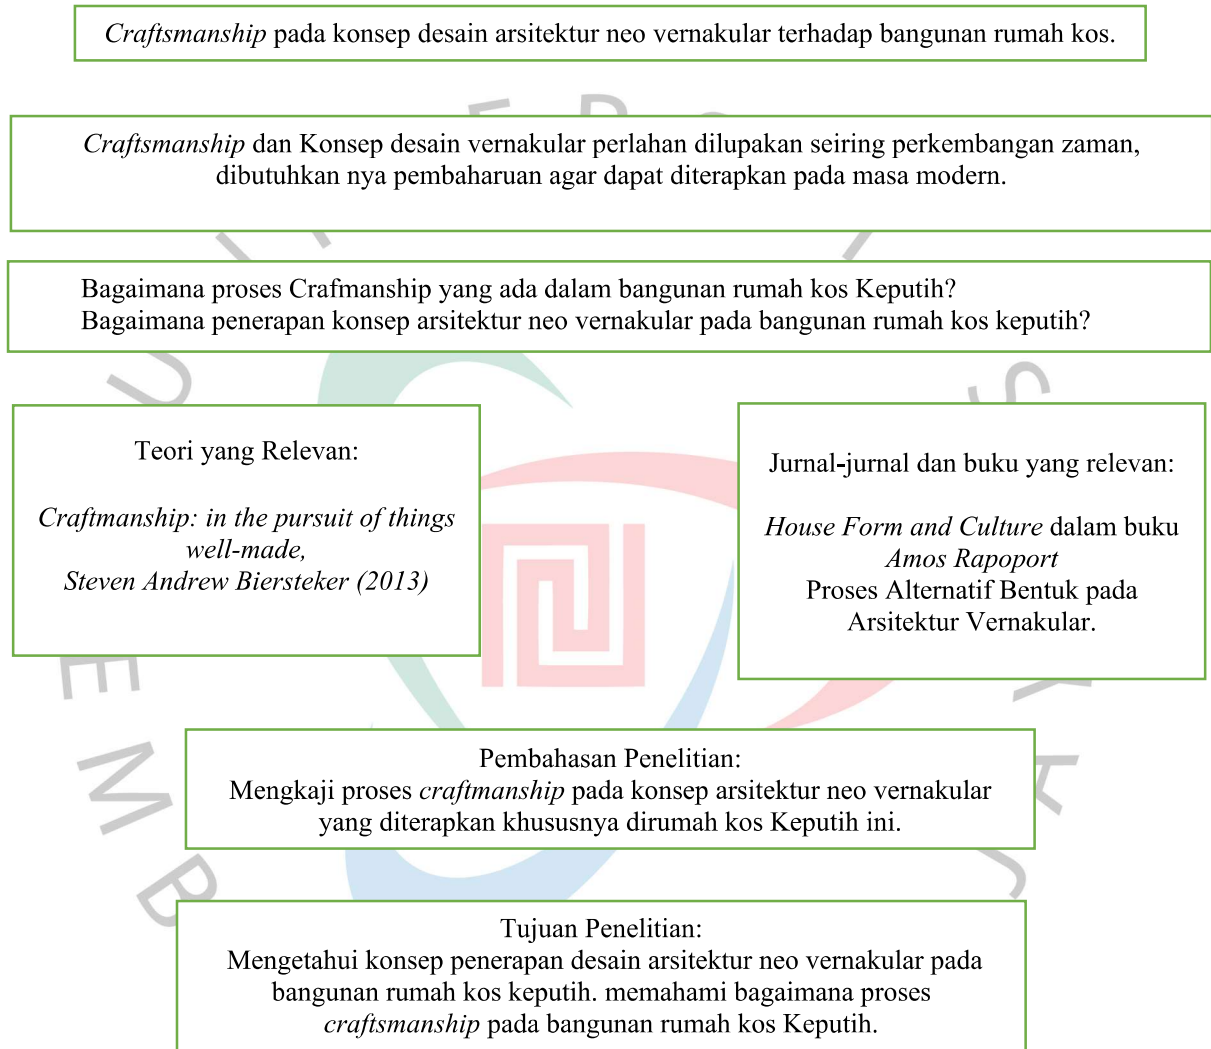 Craftsmanship pada konsep desain arsitektur neo vernakular terhadap bangunan rumah kos.
Craftsmanship dan Konsep desain vernakular perlahan dilupakan seiring perkembangan zaman,
dibutuhkan nya pembaharuan agar dapat diterapkan pada masa modern.
Bagaimana proses Crafmanship yang ada dalam bangunan rumah kos Keputih?
Bagaimana penerapan konsep arsitektur neo vernakular pada bangunan rumah kos keputih?
Teori yang Relevan:
Craftmanship: in the pursuit of things
well-made,
Steven Andrew Biersteker (2013)
Jurnal-jurnal dan buku yang relevan:
House Form and Culture dalam buku
Amos Rapoport
Proses Alternatif Bentuk pada
Arsitektur Vernakular.
Pembahasan Penelitian:
Mengkaji proses craftmanship pada konsep arsitektur neo vernakular
yang diterapkan khususnya dirumah kos Keputih ini.
Tujuan Penelitian:
Mengetahui konsep penerapan desain arsitektur neo vernakular pada
bangunan rumah kos keputih. memahami bagaimana proses
craftsmanship pada bangunan rumah kos Keputih.